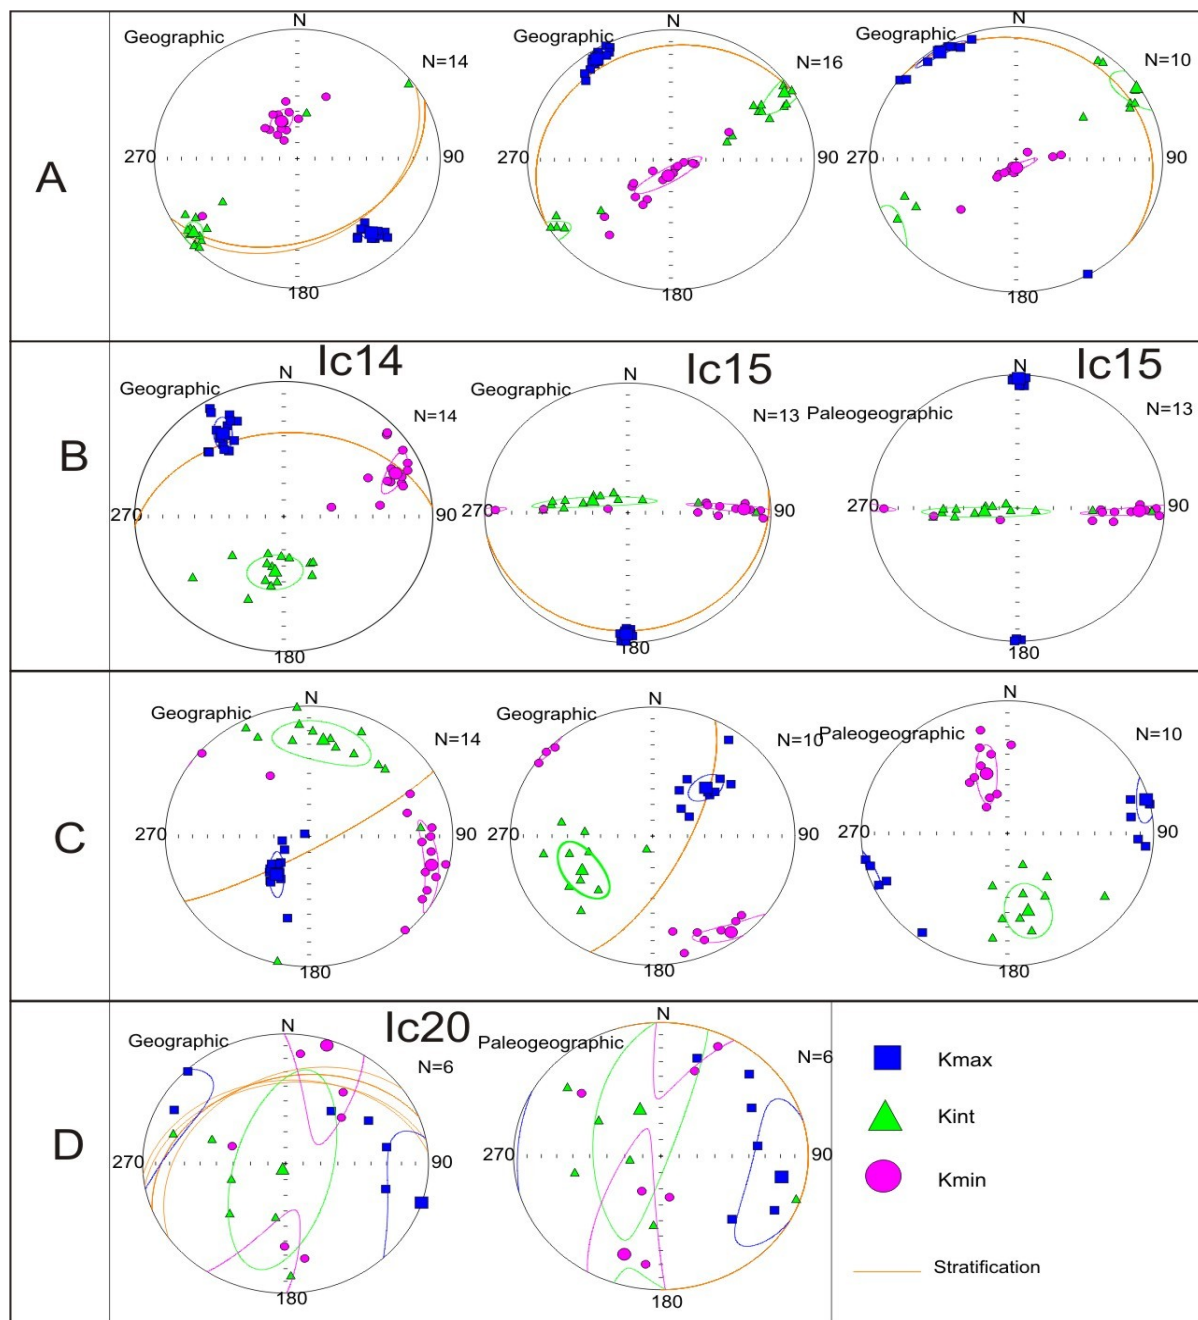 N
N
N
Geographic
Geographic
Geographic
N=14
N=16
N=10
A
270
90
270
90
270
90
180
180
180
Ic14
Ic15
Ic15
Geographic
N
Geographic
N
Paleogeographic
N
N=14
N=13
N=13
B
270
90
270
90
270
90
180
180
180
Geographic
N
Geographic
N
Paleogeographic
N
N=14
N=10
N=10
C
270
90
270
90
270
90
180
180
180
Ic20
Geographic
N
Paleogeographic
N
N=6
N=6
D
270
90
270
90
180
180
Kmax
Kint
Kmin
Stratification